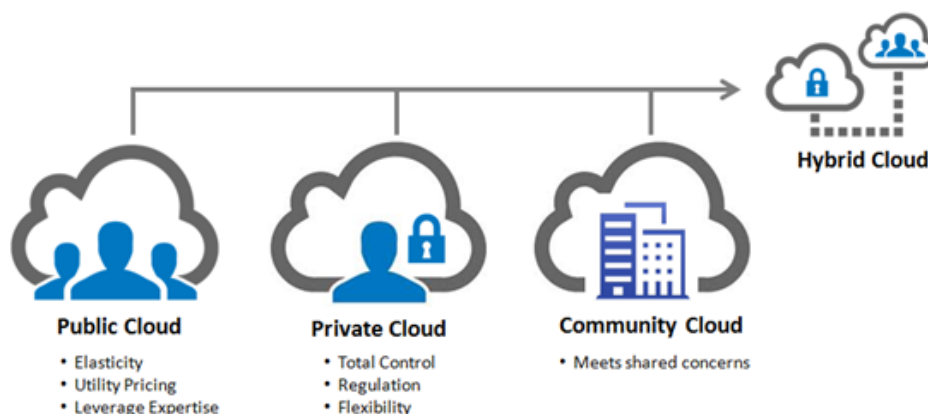 Hybrid Cloud
Public Cloud
• Elasticity
• Utility Pricing
• Leverage Expertise
Private Cloud
• Total Control
• Regulation
• Flexibility
Community Cloud
• Meets shared concerns